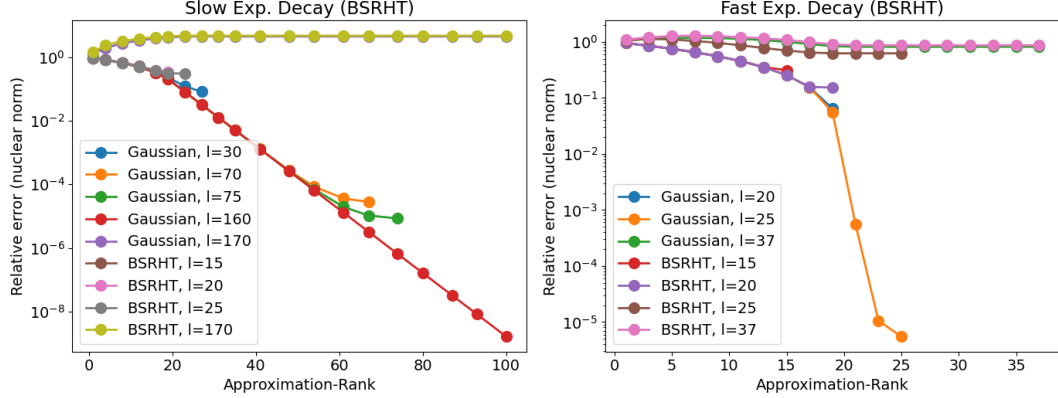 Slow Exp. Decay (BSRHT)
Relative error (nuclear norm)
10^0
10^-2
10^-4
10^-6
10^-8
Gaussian, l=30
Gaussian, l=70
Gaussian, l=75
Gaussian, l=160
Gaussian, l=170
BSRHT, l=15
BSRHT, l=20
BSRHT, l=25
BSRHT, l=170
0 20 40 60 80 100
Approximation-Rank
Fast Exp. Decay (BSRHT)
Relative error (nuclear norm)
10^0
10^-1
10^-2
10^-3
10^-4
10^-5
Gaussian, l=20
Gaussian, l=25
Gaussian, l=37
BSRHT, l=15
BSRHT, l=20
BSRHT, l=25
BSRHT, l=37
0 5 10 15 20 25 30 35
Approximation-Rank